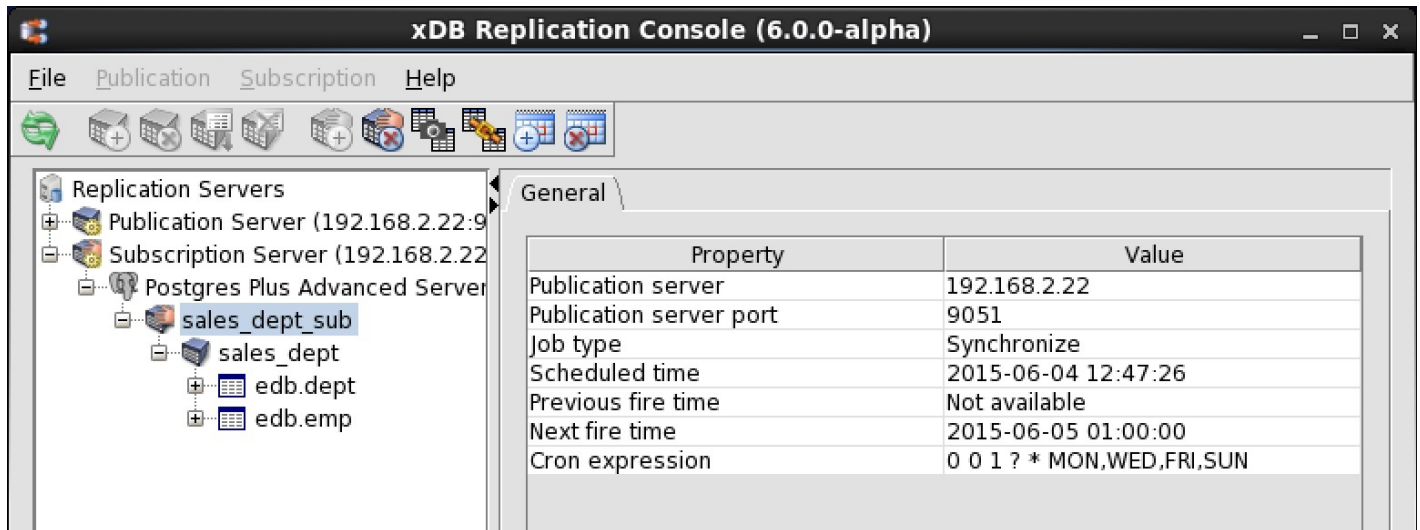 xDB Replication Console (6.0.0-alpha)
File Publication Subscription Help
Replication Servers
Publication Server (192.168.2.22:9
Subscription Server (192.168.2.22
Postgres Plus Advanced Server
sales_dept_sub
sales_dept
edb.dept
edb.emp
General
Property Value
Publication server 192.168.2.22
Publication server port 9051
Job type Synchronize
Scheduled time 2015-06-04 12:47:26
Previous fire time Not available
Next fire time 2015-06-05 01:00:00
Cron expression 0 0 1 ? * MON,WED,FRI,SUN